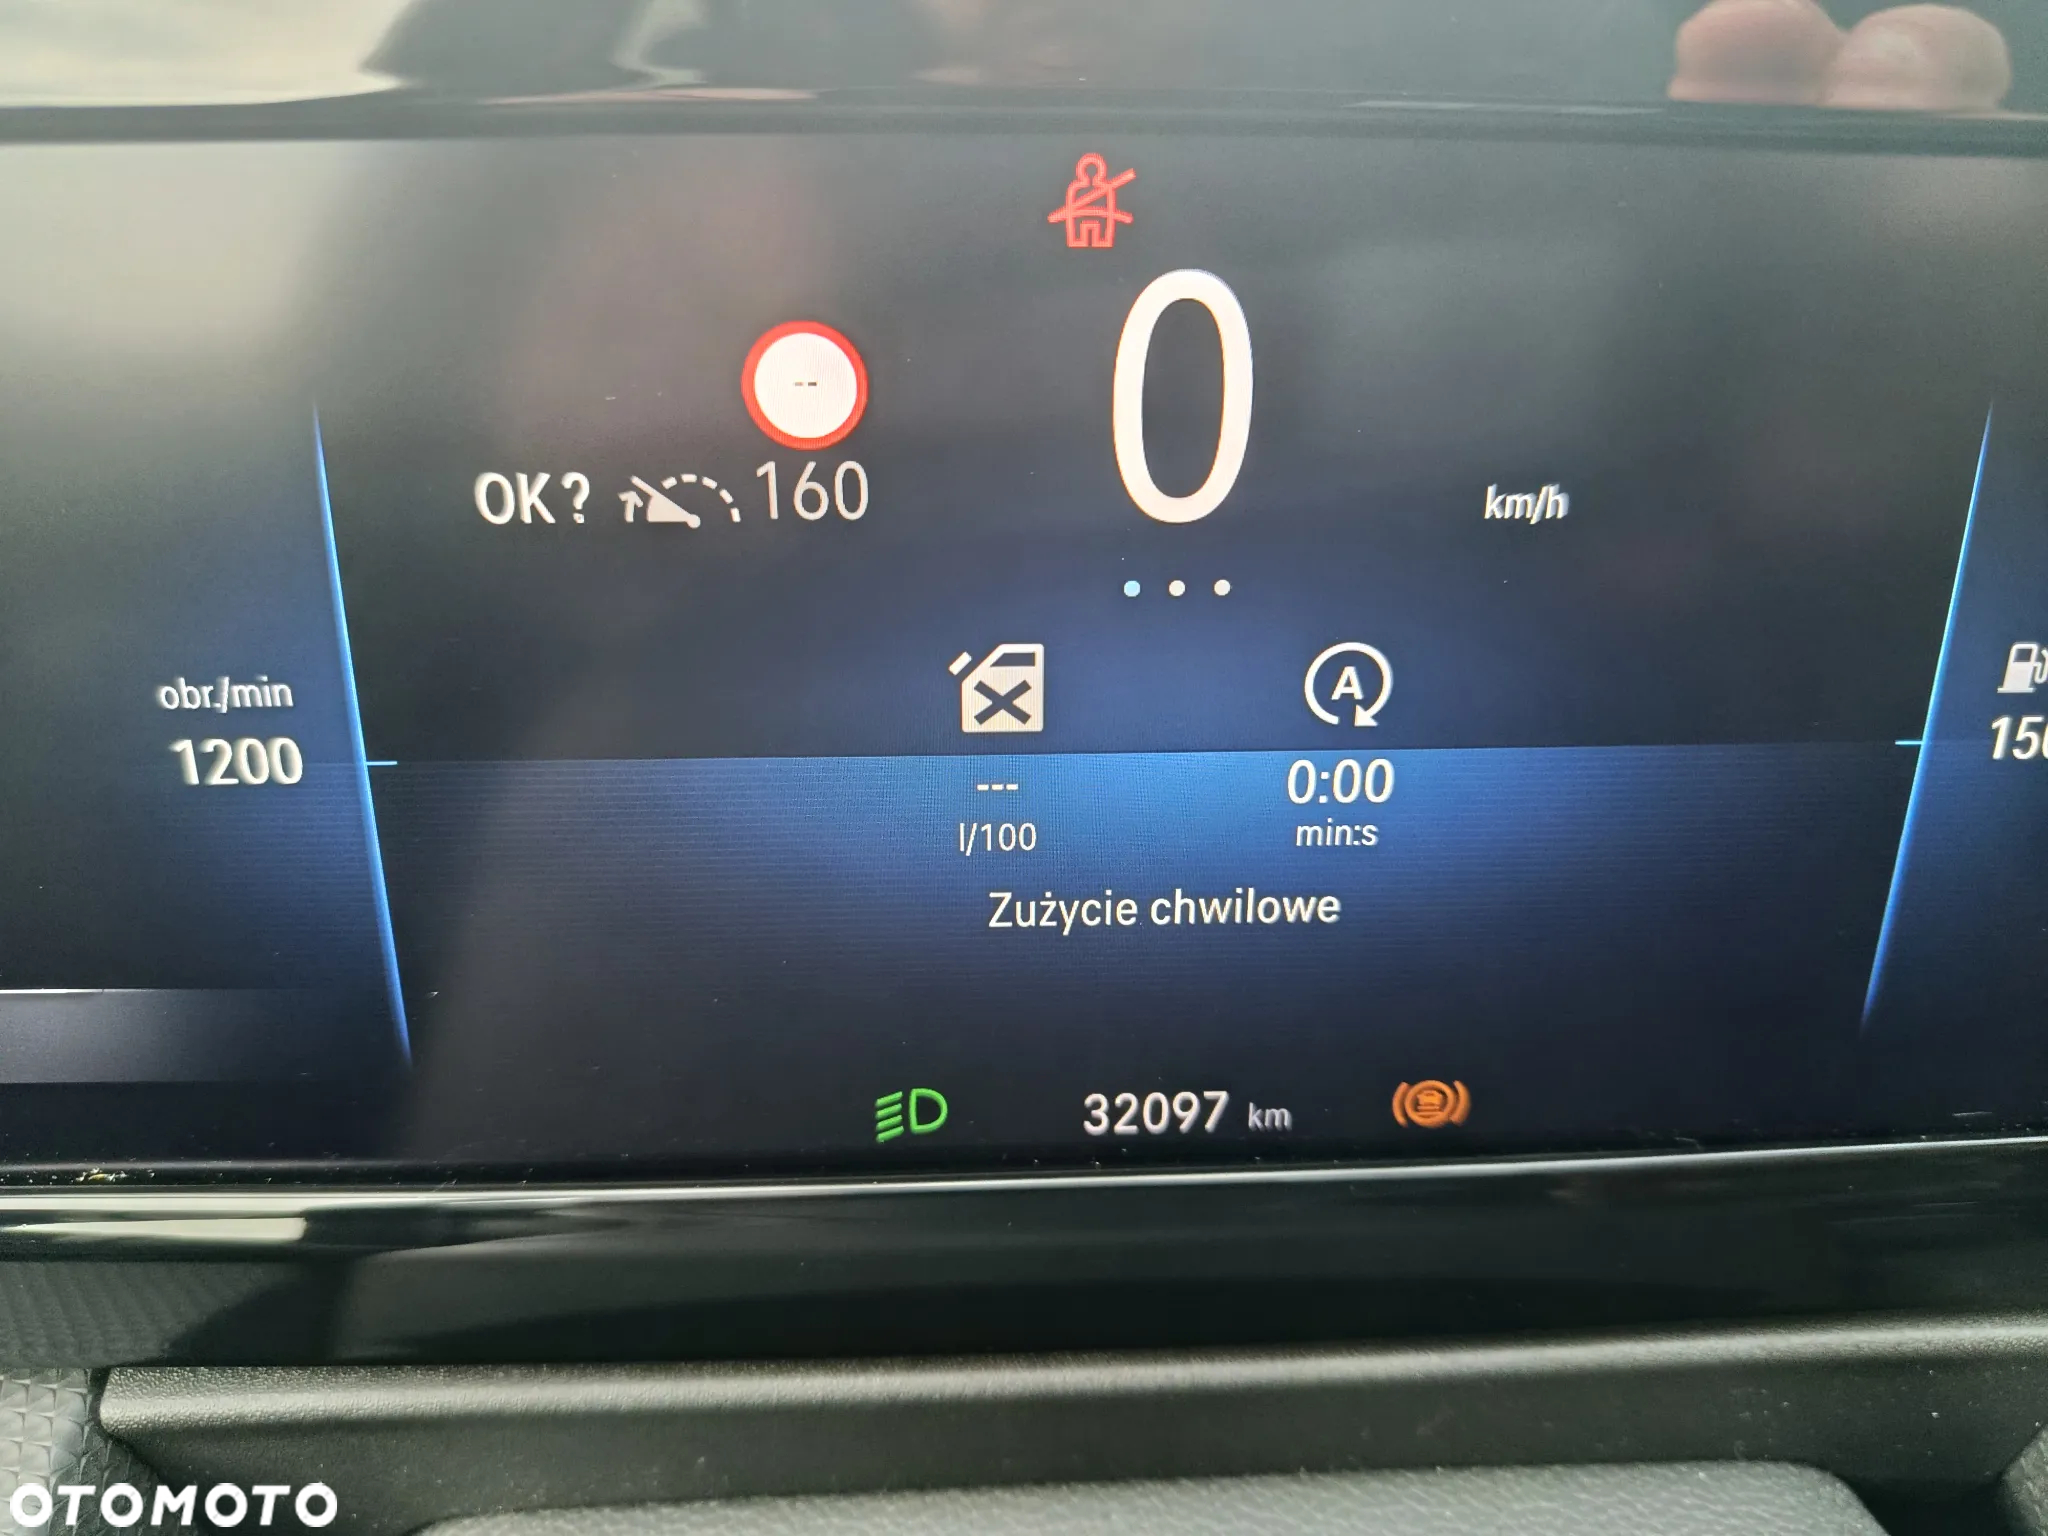 0
--
OK? 160
km/h
obr./min
1200
A
---
0:00
l/100
min:s
Zużycie chwilowe
32097 km
OTOMOTO